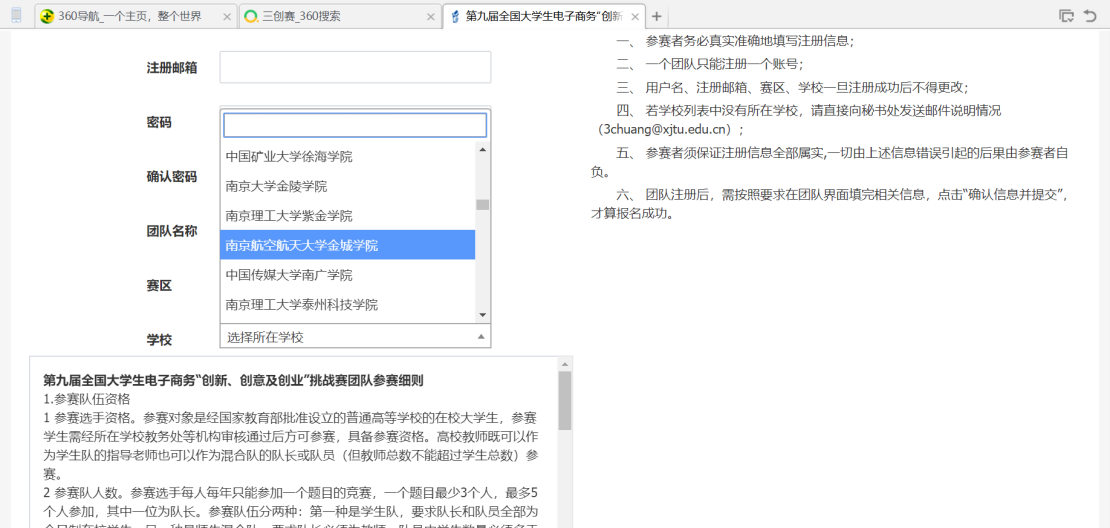 360导航_一个主页，整个世界
三创赛_360搜索
第九届全国大学生电子商务“创新
注册邮箱
密码
中国矿业大学徐海学院
南京大学金陵学院
确认密码
南京理工大学紫金学院
团队名称
南京航空航天大学金城学院
中国传媒大学南广学院
赛区
南京理工大学泰州科技学院
学校
选择所在学校
一、 参赛者务必真实准确地填写注册信息；
二、 一个团队只能注册一个账号；
三、 用户名、注册邮箱、赛区、学校一旦注册成功后不得更改；
四、 若学校列表中没有所在学校，请直接向秘书处发送邮件说明情况
（3chuang@xjtu.edu.cn）；
五、 参赛者须保证注册信息全部属实,一切由上述信息错误引起的后果由参赛者自
负。
六、 团队注册后，需按照要求在团队界面填完相关信息，点击“确认信息并提交”，
才算报名成功。
第九届全国大学生电子商务“创新、创意及创业”挑战赛团队参赛细则
1.参赛队伍资格
1 参赛选手资格。参赛对象是经国家教育部批准设立的普通高等学校的在校大学生，参赛
学生需经所在学校教务处等机构审核通过后方可参赛，具备参赛资格。高校教师既可以作
为学生队的指导老师也可以作为混合队的队长或队员（但教师总数不能超过学生总数）参
赛。
2 参赛队人数。参赛选手每人每年只能参加一个题目的竞赛，一个题目最少3个人，最多5
个人参加，其中一位为队长。参赛队伍分两种：第一种是学生队，要求队长和队员全部为